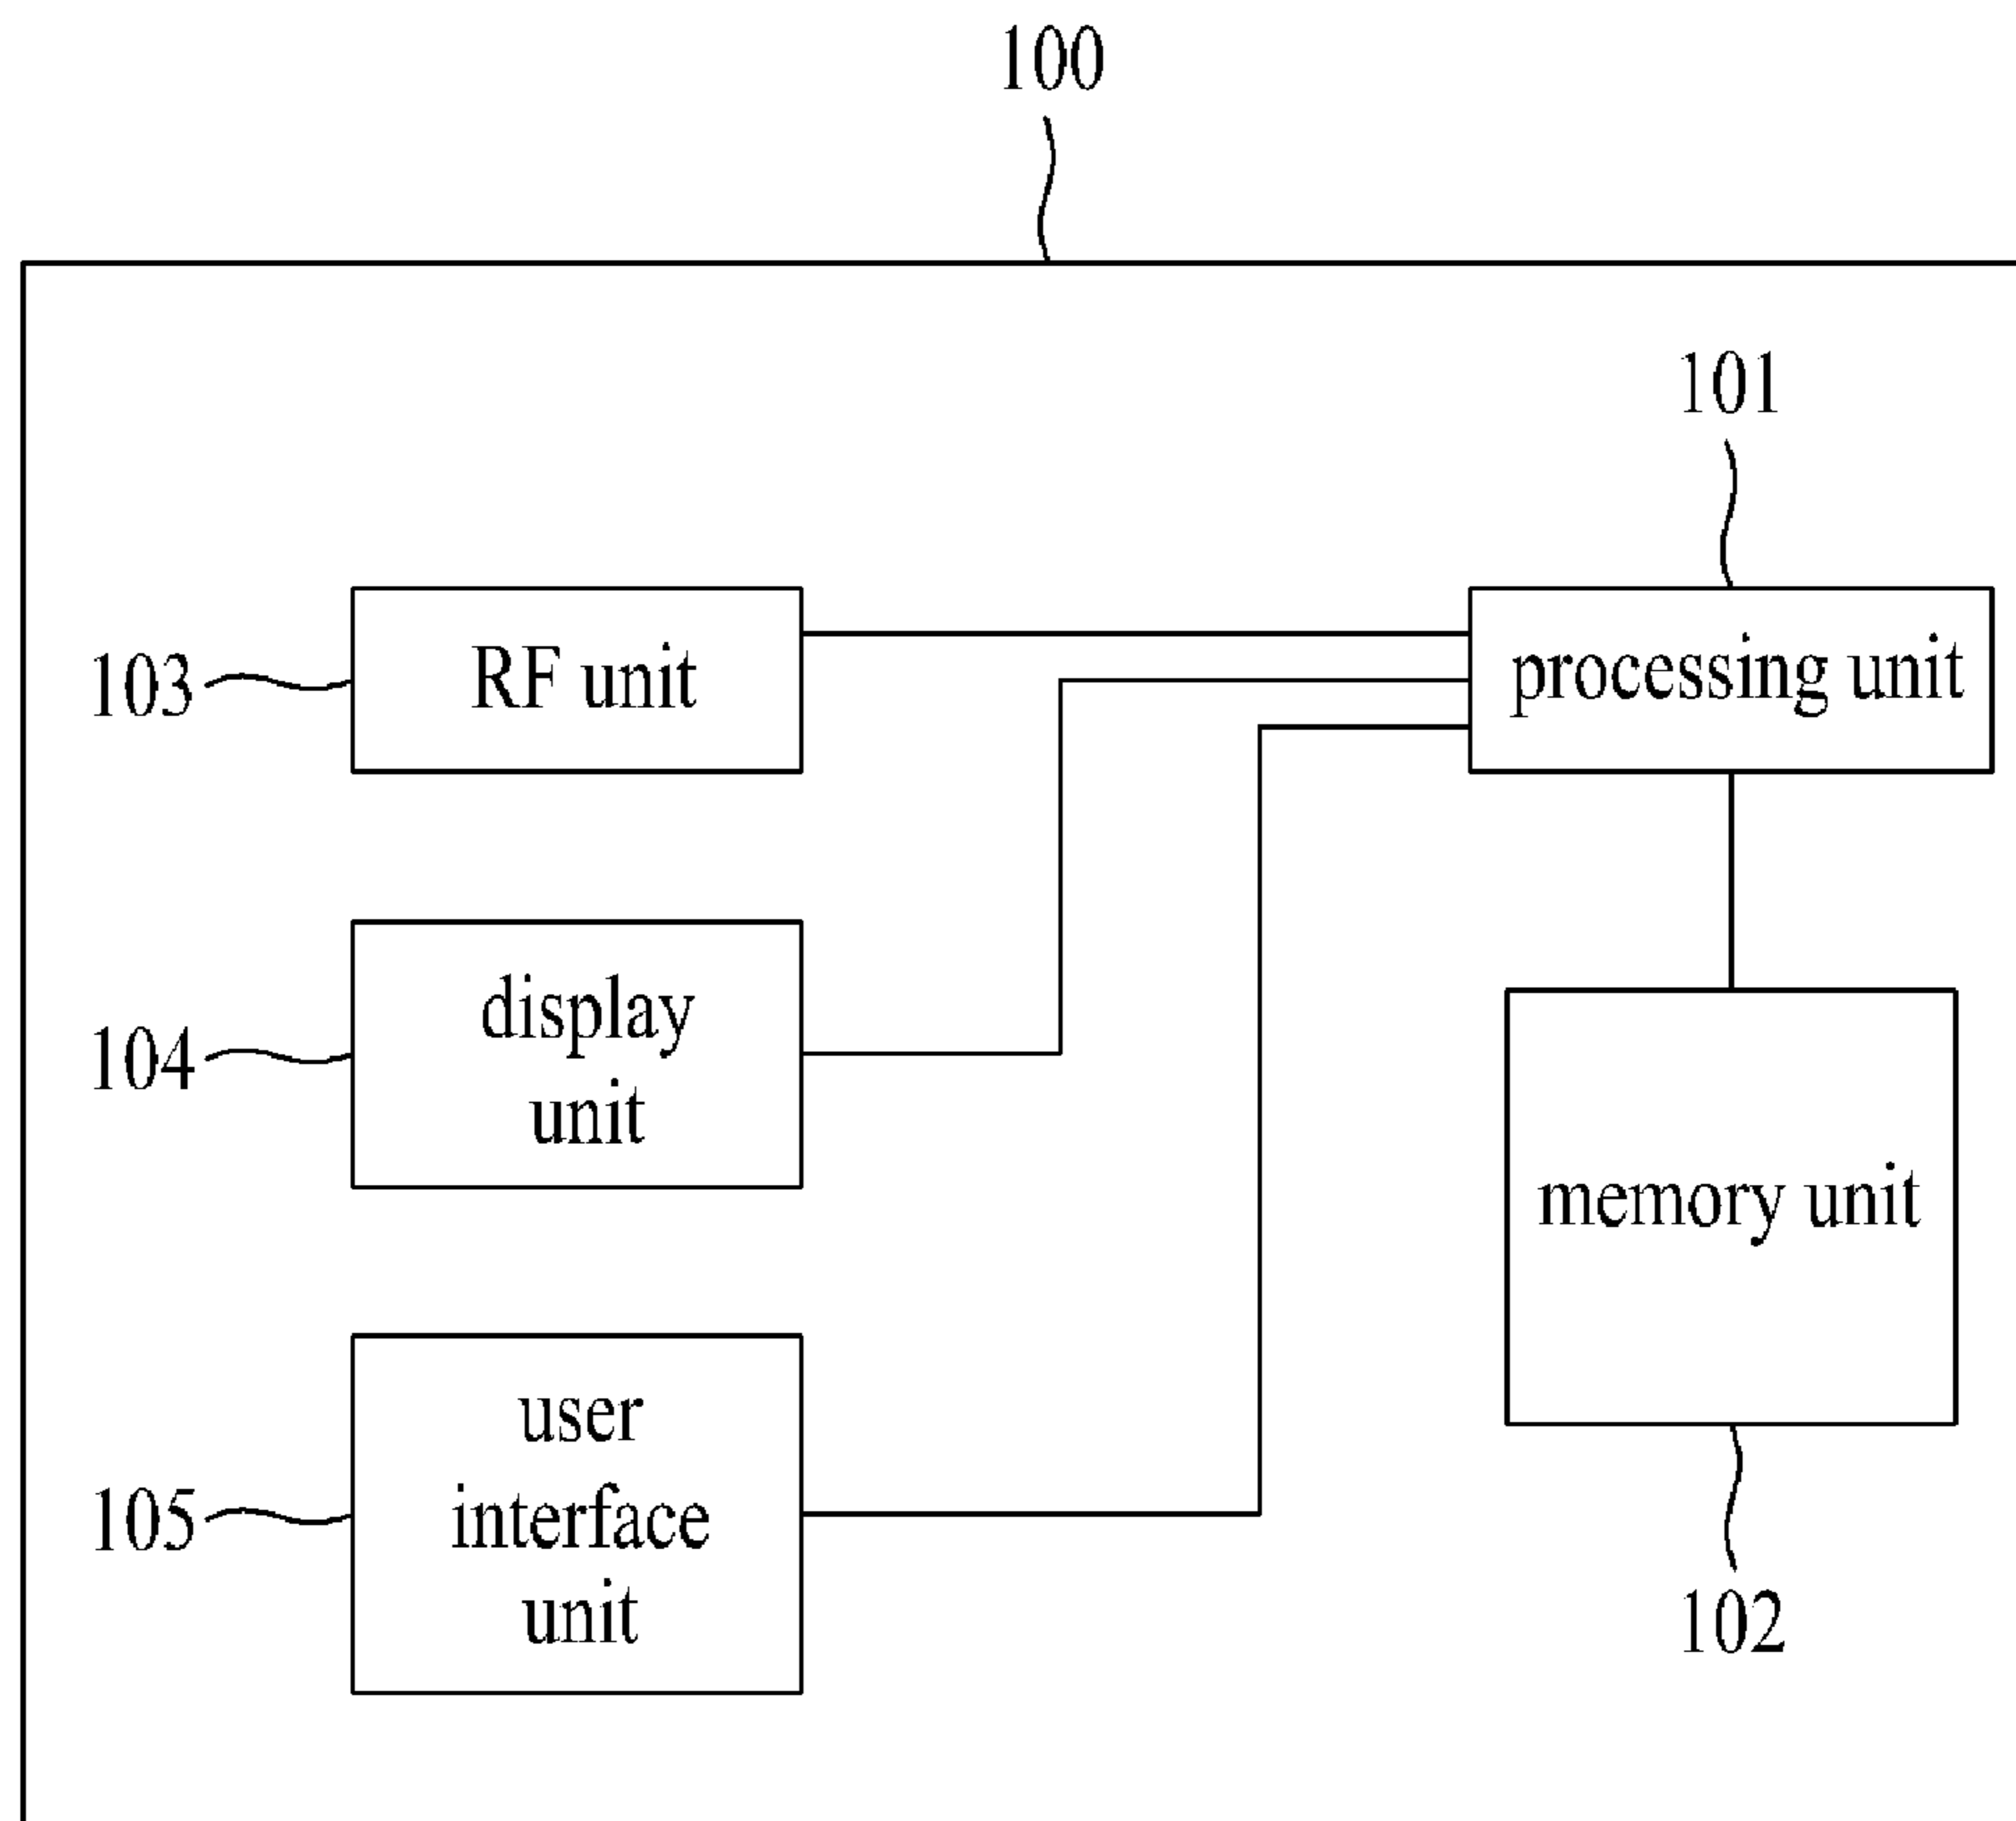 100
101
103
RF unit
processing unit
104
display
unit
memory unit
105
user
interface
unit
102